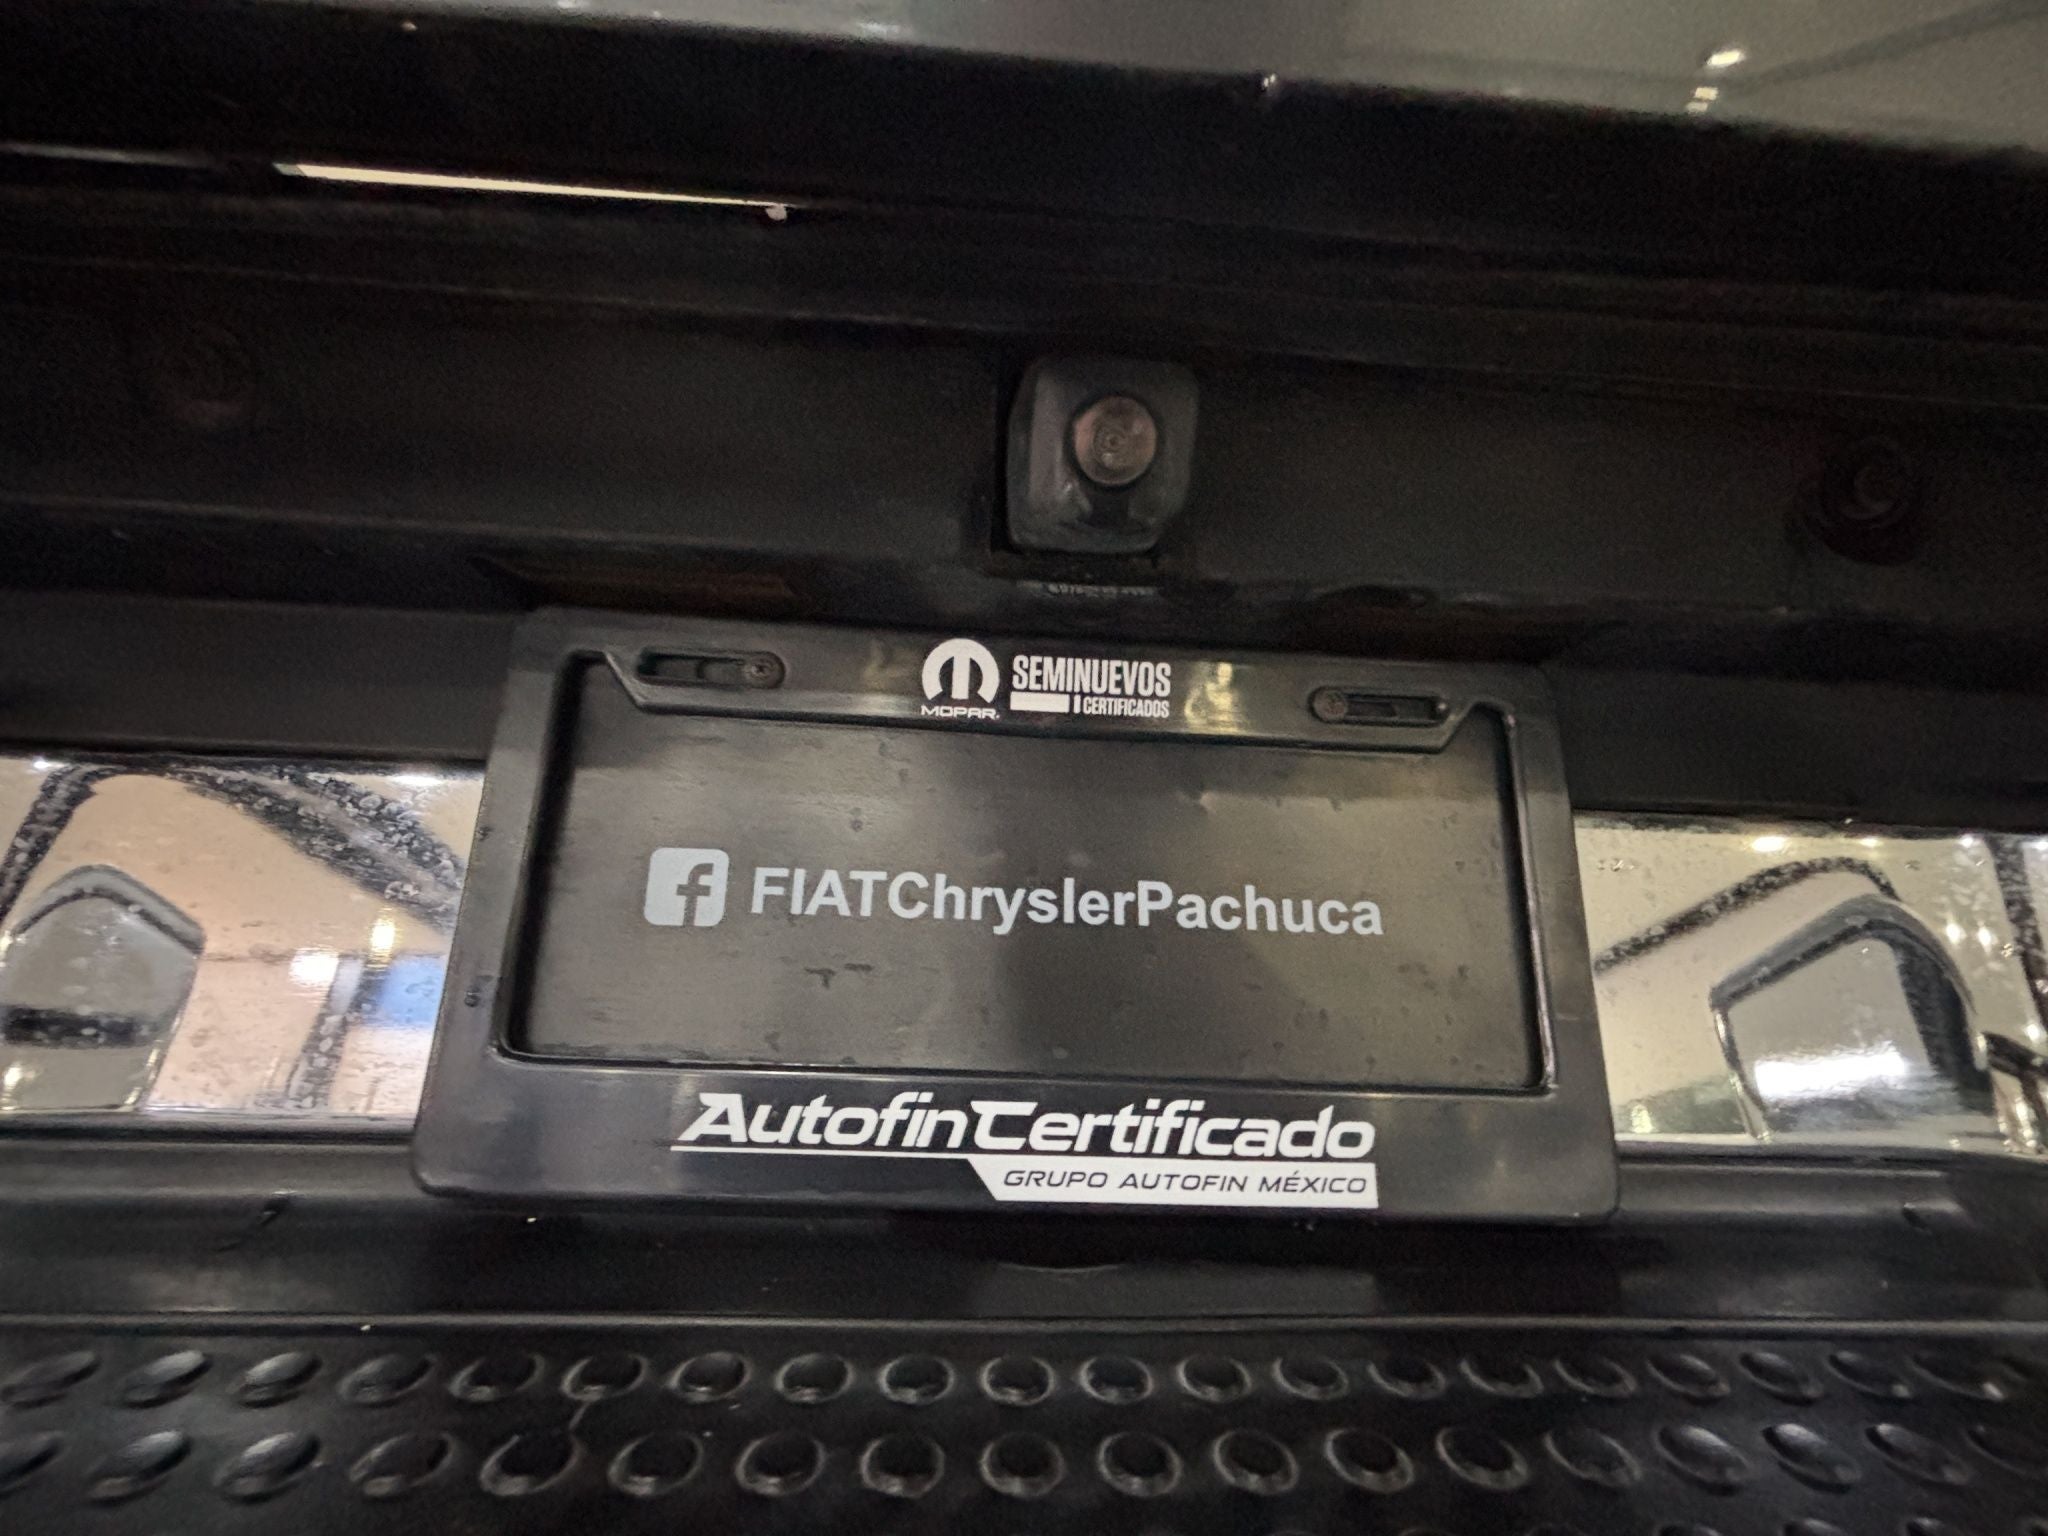 MOPAR
SEMINUEVOS
CERTIFICADOS
f FIATChryslerPachuca
AutofinCertificado
GRUPO AUTOFIN MÉXICO